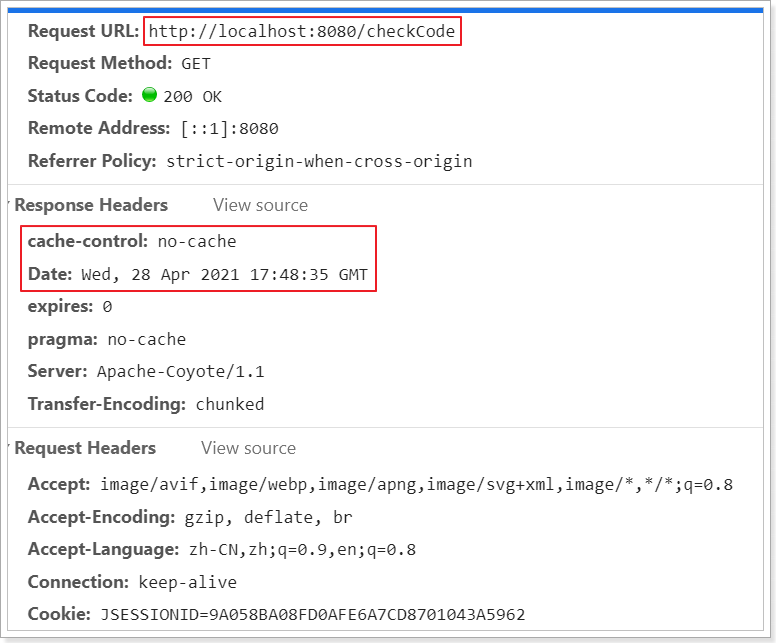 Request URL: http://localhost:8080/checkCode
Request Method: GET
Status Code: 200 OK
Remote Address: [::1]:8080
Referrer Policy: strict-origin-when-cross-origin
Response Headers View source
cache-control: no-cache
Date: Wed, 28 Apr 2021 17:48:35 GMT
expires: 0
pragma: no-cache
Server: Apache-Coyote/1.1
Transfer-Encoding: chunked
Request Headers View source
Accept: image/avif,image/webp,image/apng,image/svg+xml,image/*,*/*;q=0.8
Accept-Encoding: gzip, deflate, br
Accept-Language: zh-CN,zh;q=0.9,en;q=0.8
Connection: keep-alive
Cookie: JSESSIONID=9A058BA08FD0AFE6A7CD8701043A5962